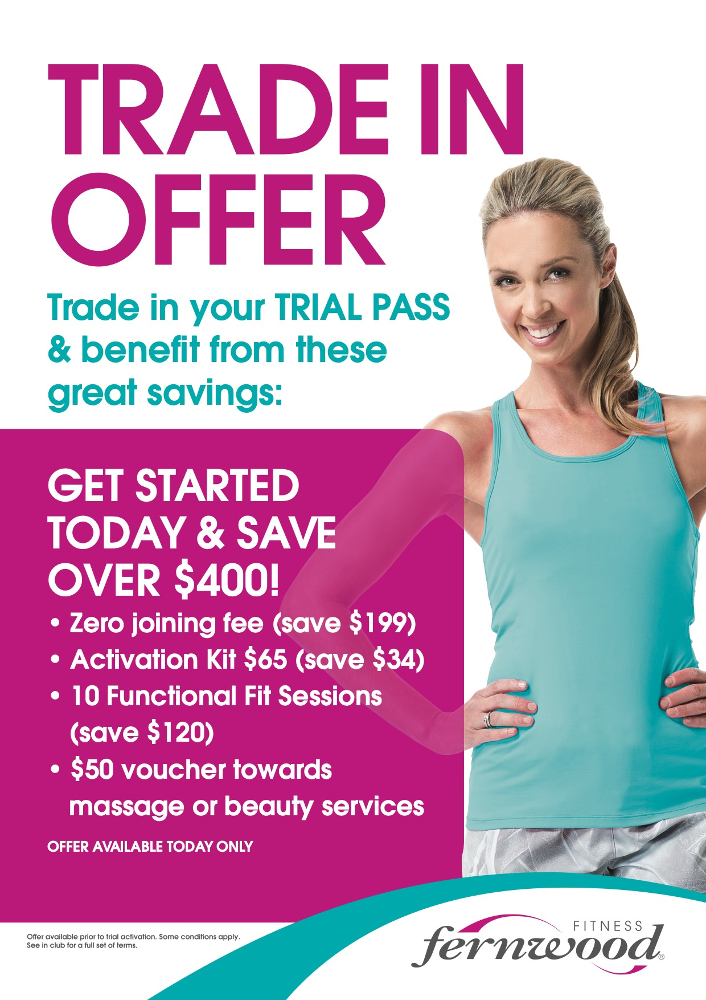 TRADE IN
OFFER
Trade in your TRIAL PASS
& benefit from these
great savings:
GET STARTED
TODAY & SAVE
OVER $400!
• Zero joining fee (save $199)
• Activation Kit $65 (save $34)
• 10 Functional Fit Sessions
(save $120)
• $50 voucher towards
massage or beauty services
OFFER AVAILABLE TODAY ONLY
Offer available prior to trial activation. Some conditions apply.
See in club for a full set of terms.
FITNESS
fernwood®